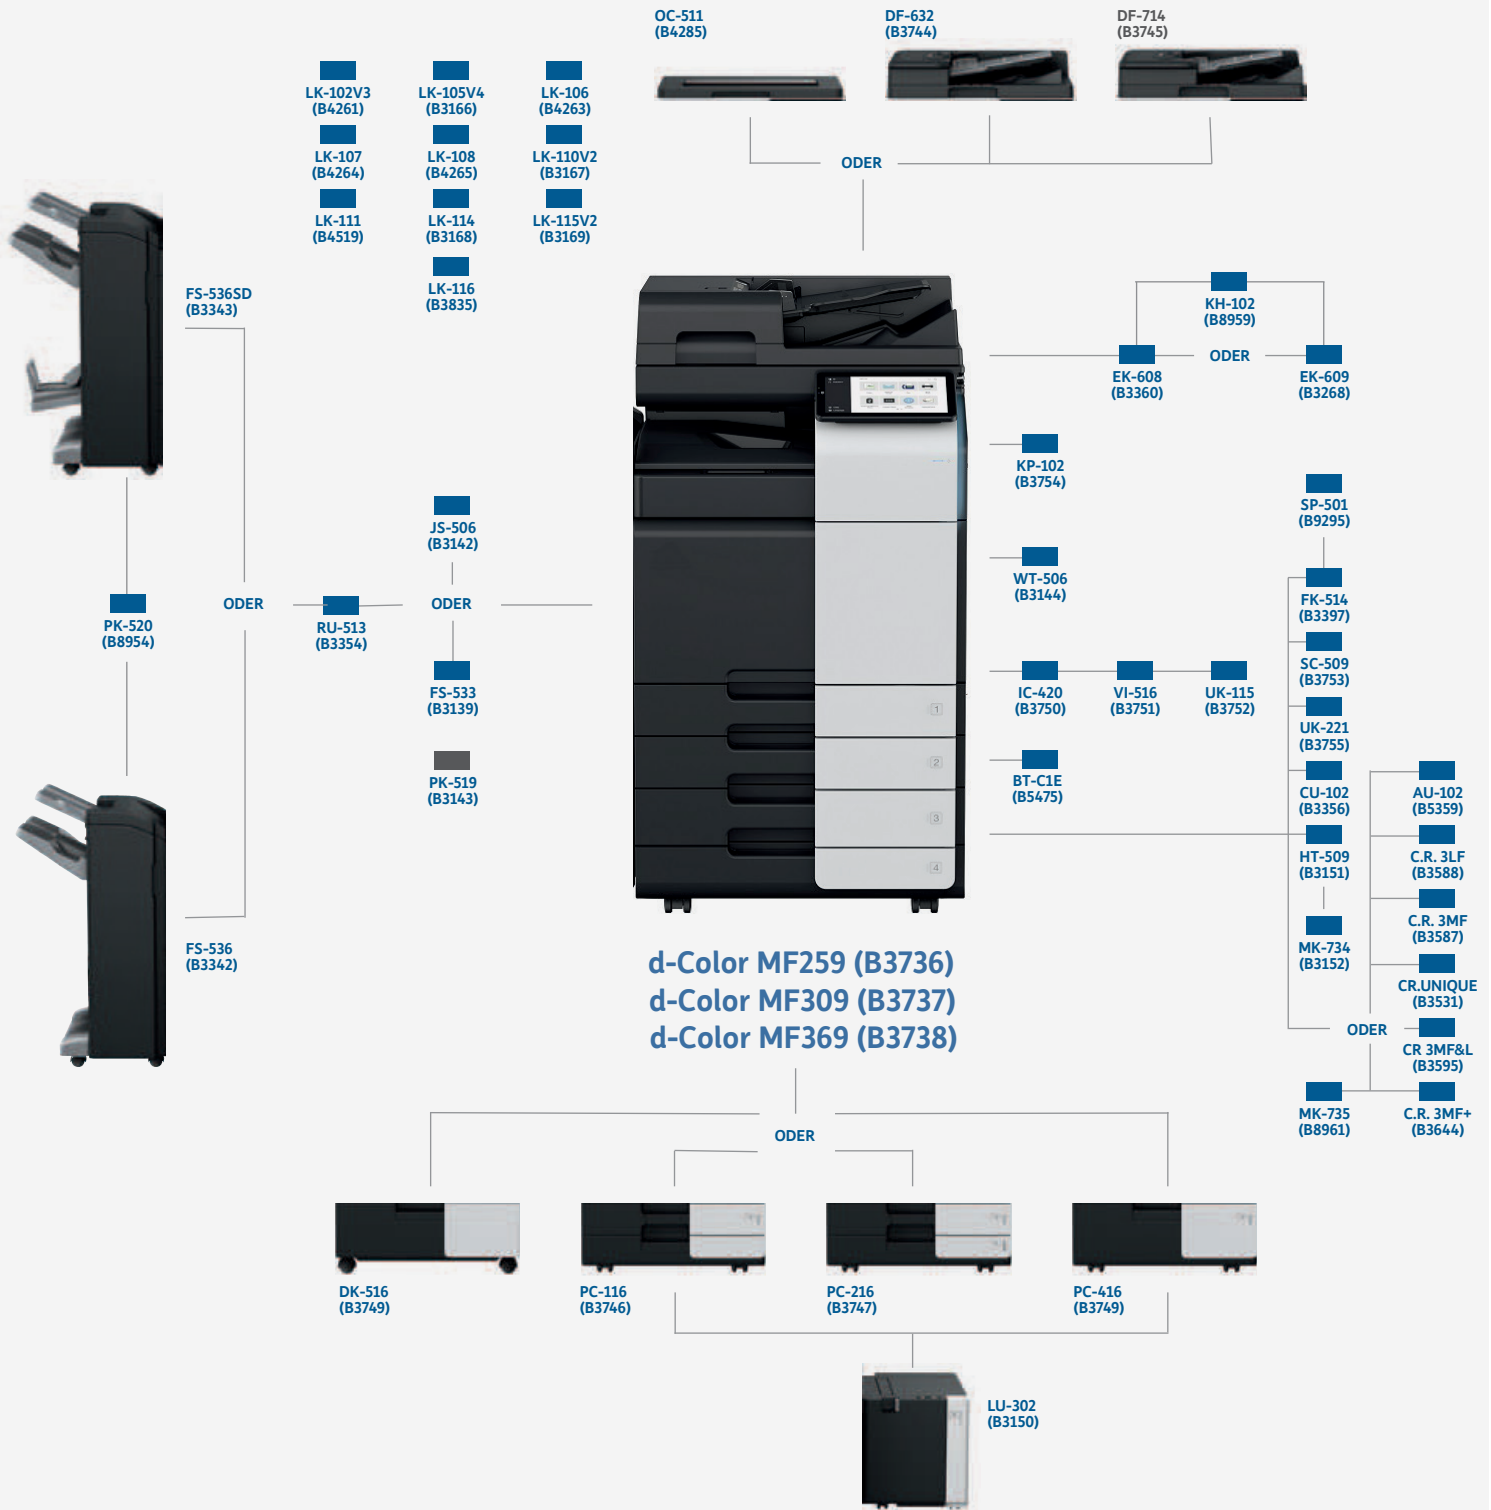 OC-511
(B4285)
DF-632
(B3744)
DF-714
(B3745)
LK-102V3
(B4261)
LK-105V4
(B3166)
LK-106
(B4263)
LK-107
(B4264)
LK-108
(B4265)
LK-110V2
(B3167)
LK-111
(B4519)
LK-114
(B3168)
LK-115V2
(B3169)
LK-116
(B3835)
ODER
FS-536SD
(B3343)
KH-102
(B8959)
EK-608
(B3360)
ODER
EK-609
(B3268)
KP-102
(B3754)
SP-501
(B9295)
JS-506
(B3142)
WT-506
(B3144)
FK-514
(B3397)
PK-520
(B8954)
ODER
RU-513
(B3354)
ODER
SC-509
(B3753)
FS-533
(B3139)
IC-420
(B3750)
VI-516
(B3751)
UK-115
(B3752)
UK-221
(B3755)
PK-519
(B3143)
BT-C1E
(B5475)
CU-102
(B3356)
AU-102
(B5359)
HT-509
(B3151)
C.R. 3LF
(B3588)
C.R. 3MF
(B3587)
MK-734
(B3152)
CR.UNIQUE
(B3531)
ODER
CR 3MF&L
(B3595)
MK-735
(B8961)
C.R. 3MF+
(B3644)
1
2
3
4
FS-536
(B3342)
d-Color MF259 (B3736)
d-Color MF309 (B3737)
d-Color MF369 (B3738)
ODER
DK-516
(B3749)
PC-116
(B3746)
PC-216
(B3747)
PC-416
(B3749)
LU-302
(B3150)